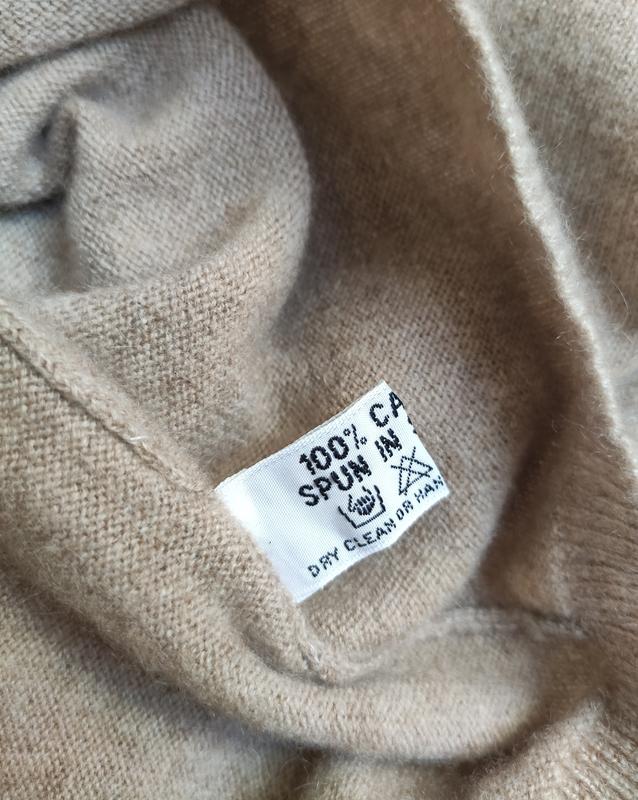 100% CA
SPUN IN
DRY CLEAN OR HAN